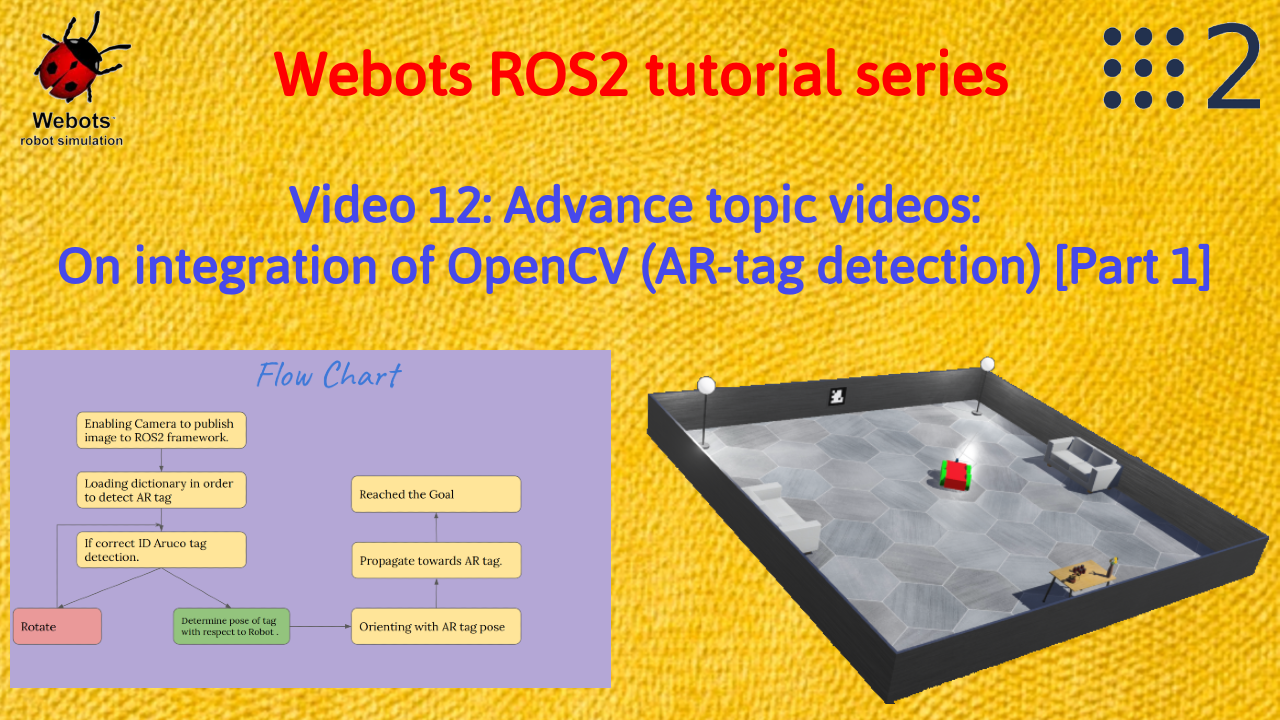 Webots
robot simulation
Webots ROS2 tutorial series
2
Video 12: Advance topic videos:
On integration of OpenCV (AR-tag detection) [Part 1]
Flow Chart
Enabling Camera to publish
image to ROS2 framework.
Loading dictionary in order
to detect AR tag
If correct ID Aruco tag
detection.
Rotate
Determine pose of tag
with respect to Robot .
Orienting with AR tag pose
Propagate towards AR tag.
Reached the Goal